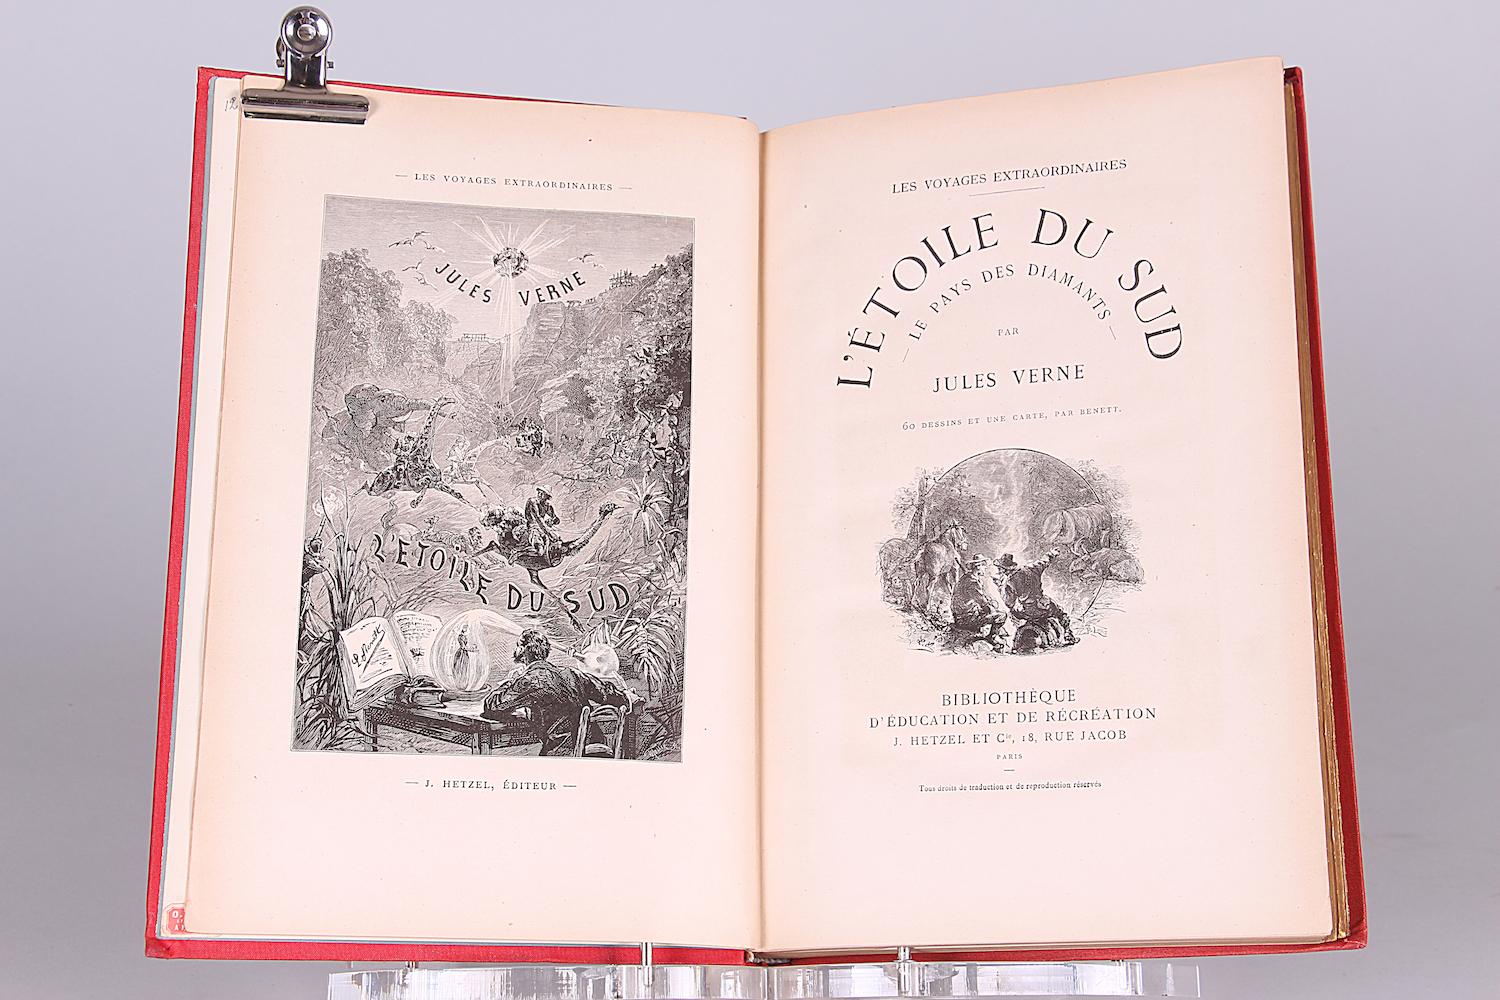 12
— LES VOYAGES EXTRAORDINAIRES —
JULES VERNE
L'ÉTOILE DU SUD
— J. HETZEL, ÉDITEUR —
LES VOYAGES EXTRAORDINAIRES
L'ÉTOILE DU SUD
— LE PAYS DES DIAMANTS —
PAR
JULES VERNE
60 DESSINS ET UNE CARTE, PAR BENETT.
BIBLIOTHÈQUE
D'ÉDUCATION ET DE RÉCRÉATION
J. HETZEL ET Cie, 18, RUE JACOB
PARIS
Tous droits de traduction et de reproduction réservés